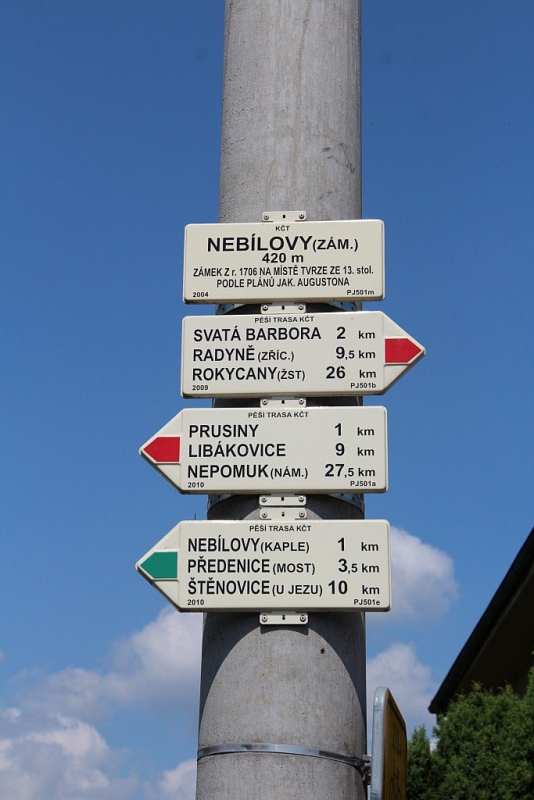 KČT
NEBÍLOVY (ZÁM.)
420 m
ZÁMEK Z r. 1706 NA MÍSTĚ TVRZE ZE 13. stol.
PODLE PLÁNŮ JAK. AUGUSTONA
2004 PJ501m
PĚŠÍ TRASA KČT
SVATÁ BARBORA 2 km
RADYNĚ (ZŘÍC.) 9,5 km
ROKYCANY (ŽST) 26 km
2009 PJ501b
PĚŠÍ TRASA KČT
PRUSINY 1 km
LIBÁKOVICE 9 km
NEPOMUK (NÁM.) 27,5 km
2010 PJ501a
PĚŠÍ TRASA KČT
NEBÍLOVY (KAPLE) 1 km
PŘEDENICE (MOST) 3,5 km
ŠTĚNOVICE (U JEZU) 10 km
2010 PJ501e